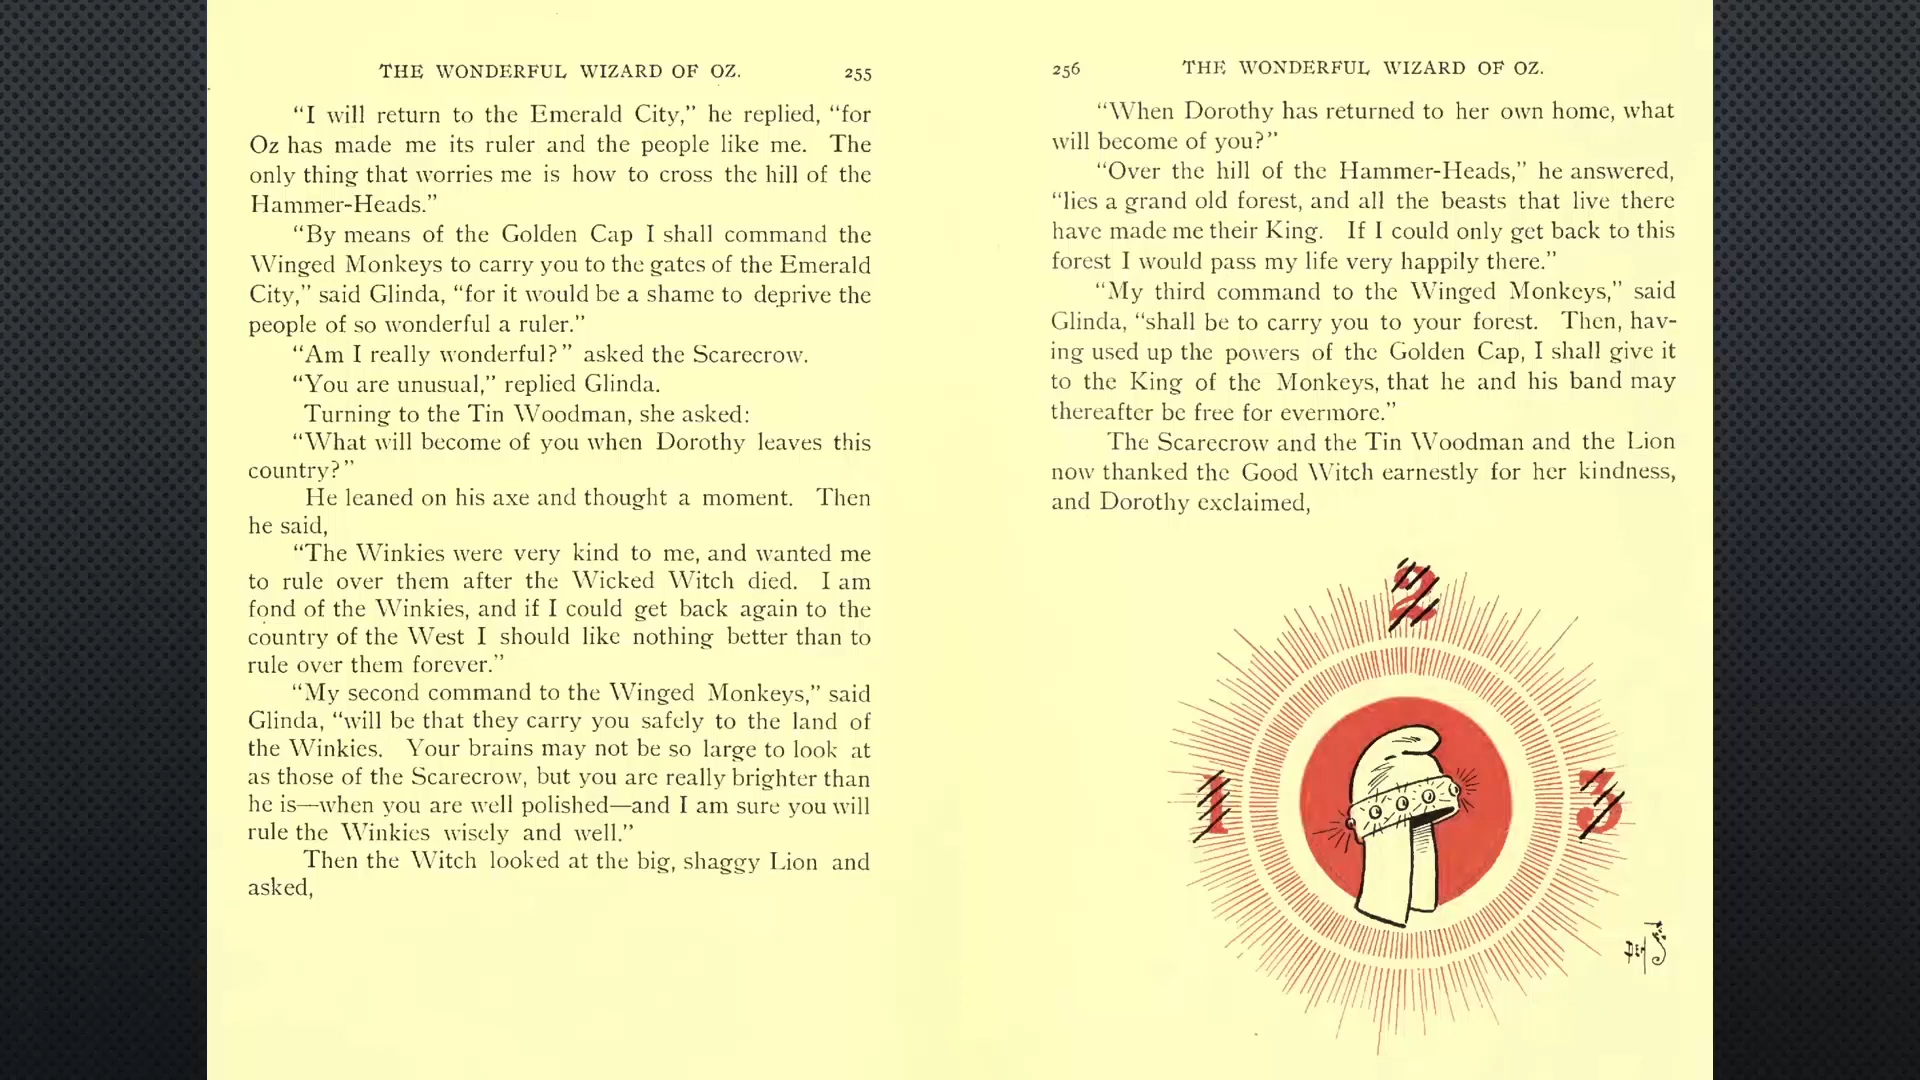 THE WONDERFUL WIZARD OF OZ. 255
“I will return to the Emerald City,” he replied, “for
Oz has made me its ruler and the people like me. The
only thing that worries me is how to cross the hill of the
Hammer-Heads.”
“By means of the Golden Cap I shall command the
Winged Monkeys to carry you to the gates of the Emerald
City,” said Glinda, “for it would be a shame to deprive the
people of so wonderful a ruler.”
“Am I really wonderful?” asked the Scarecrow.
“You are unusual,” replied Glinda.
Turning to the Tin Woodman, she asked:
“What will become of you when Dorothy leaves this
country?”
He leaned on his axe and thought a moment. Then
he said,
“The Winkies were very kind to me, and wanted me
to rule over them after the Wicked Witch died. I am
fond of the Winkies, and if I could get back again to the
country of the West I should like nothing better than to
rule over them forever.”
“My second command to the Winged Monkeys,” said
Glinda, “will be that they carry you safely to the land of
the Winkies. Your brains may not be so large to look at
as those of the Scarecrow, but you are really brighter than
he is—when you are well polished—and I am sure you will
rule the Winkies wisely and well.”
Then the Witch looked at the big, shaggy Lion and
asked,
256 THE WONDERFUL WIZARD OF OZ.
“When Dorothy has returned to her own home, what
will become of you?”
“Over the hill of the Hammer-Heads,” he answered,
“lies a grand old forest, and all the beasts that live there
have made me their King. If I could only get back to this
forest I would pass my life very happily there.”
“My third command to the Winged Monkeys,” said
Glinda, “shall be to carry you to your forest. Then, hav-
ing used up the powers of the Golden Cap, I shall give it
to the King of the Monkeys, that he and his band may
thereafter be free for evermore.”
The Scarecrow and the Tin Woodman and the Lion
now thanked the Good Witch earnestly for her kindness,
and Dorothy exclaimed,
2
1
3